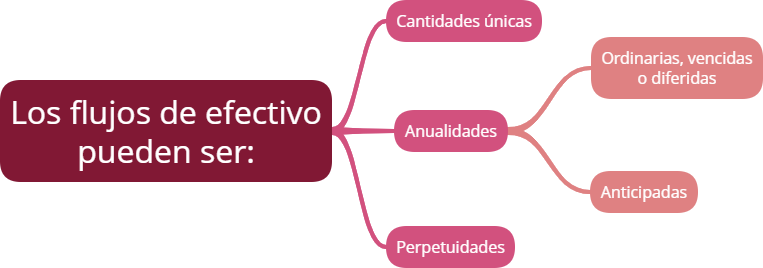 Los flujos de efectivo
pueden ser:
Cantidades únicas
Anualidades
Ordinarias, vencidas
o diferidas
Anticipadas
Perpetuidades